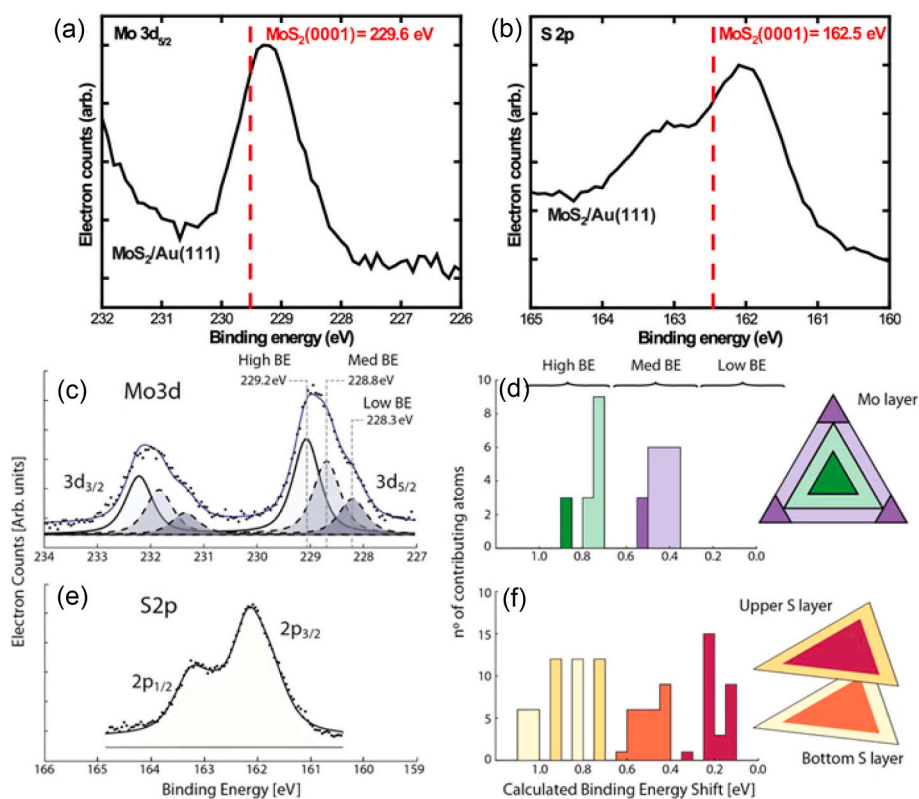 (a)
Mo 3d5/2
MoS2(0001)= 229.6 eV
Electron counts (arb.)
MoS2/Au(111)
232 231 230 229 228 227 226
Binding energy (eV)
(b)
S 2p
MoS2(0001)= 162.5 eV
Electron counts (arb.)
MoS2/Au(111)
165 164 163 162 161 160
Binding energy (eV)
(c)
Mo3d
High BE
229.2eV
Med BE
228.8eV
Low BE
228.3eV
3d3/2
3d5/2
234 233 232 231 230 229 228 227
Electron Counts [Arb. units]
(d)
High BE Med BE Low BE
Mo layer
10
8
6
4
2
0
1.0 0.8 0.6 0.4 0.2 0.0
nº of contributing atoms
(e)
S2p
2p1/2
2p3/2
166 165 164 163 162 161 160 159
Binding Energy [eV]
(f)
Upper S layer
Bottom S layer
15
10
5
0
1.0 0.8 0.6 0.4 0.2 0.0
Calculated Binding Energy Shift [eV]